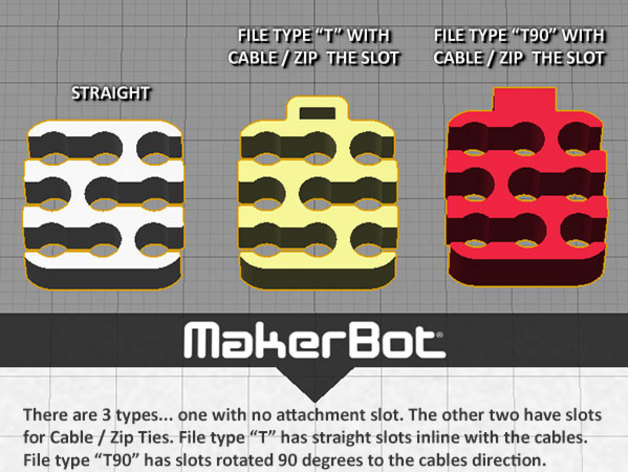 STRAIGHT
FILE TYPE “T” WITH
CABLE / ZIP  THE SLOT
FILE TYPE “T90” WITH
CABLE / ZIP  THE SLOT
MakerBot®
There are 3 types... one with no attachment slot. The other two have slots
for Cable / Zip Ties. File type “T” has straight slots inline with the cables.
File type “T90” has slots rotated 90 degrees to the cables direction.